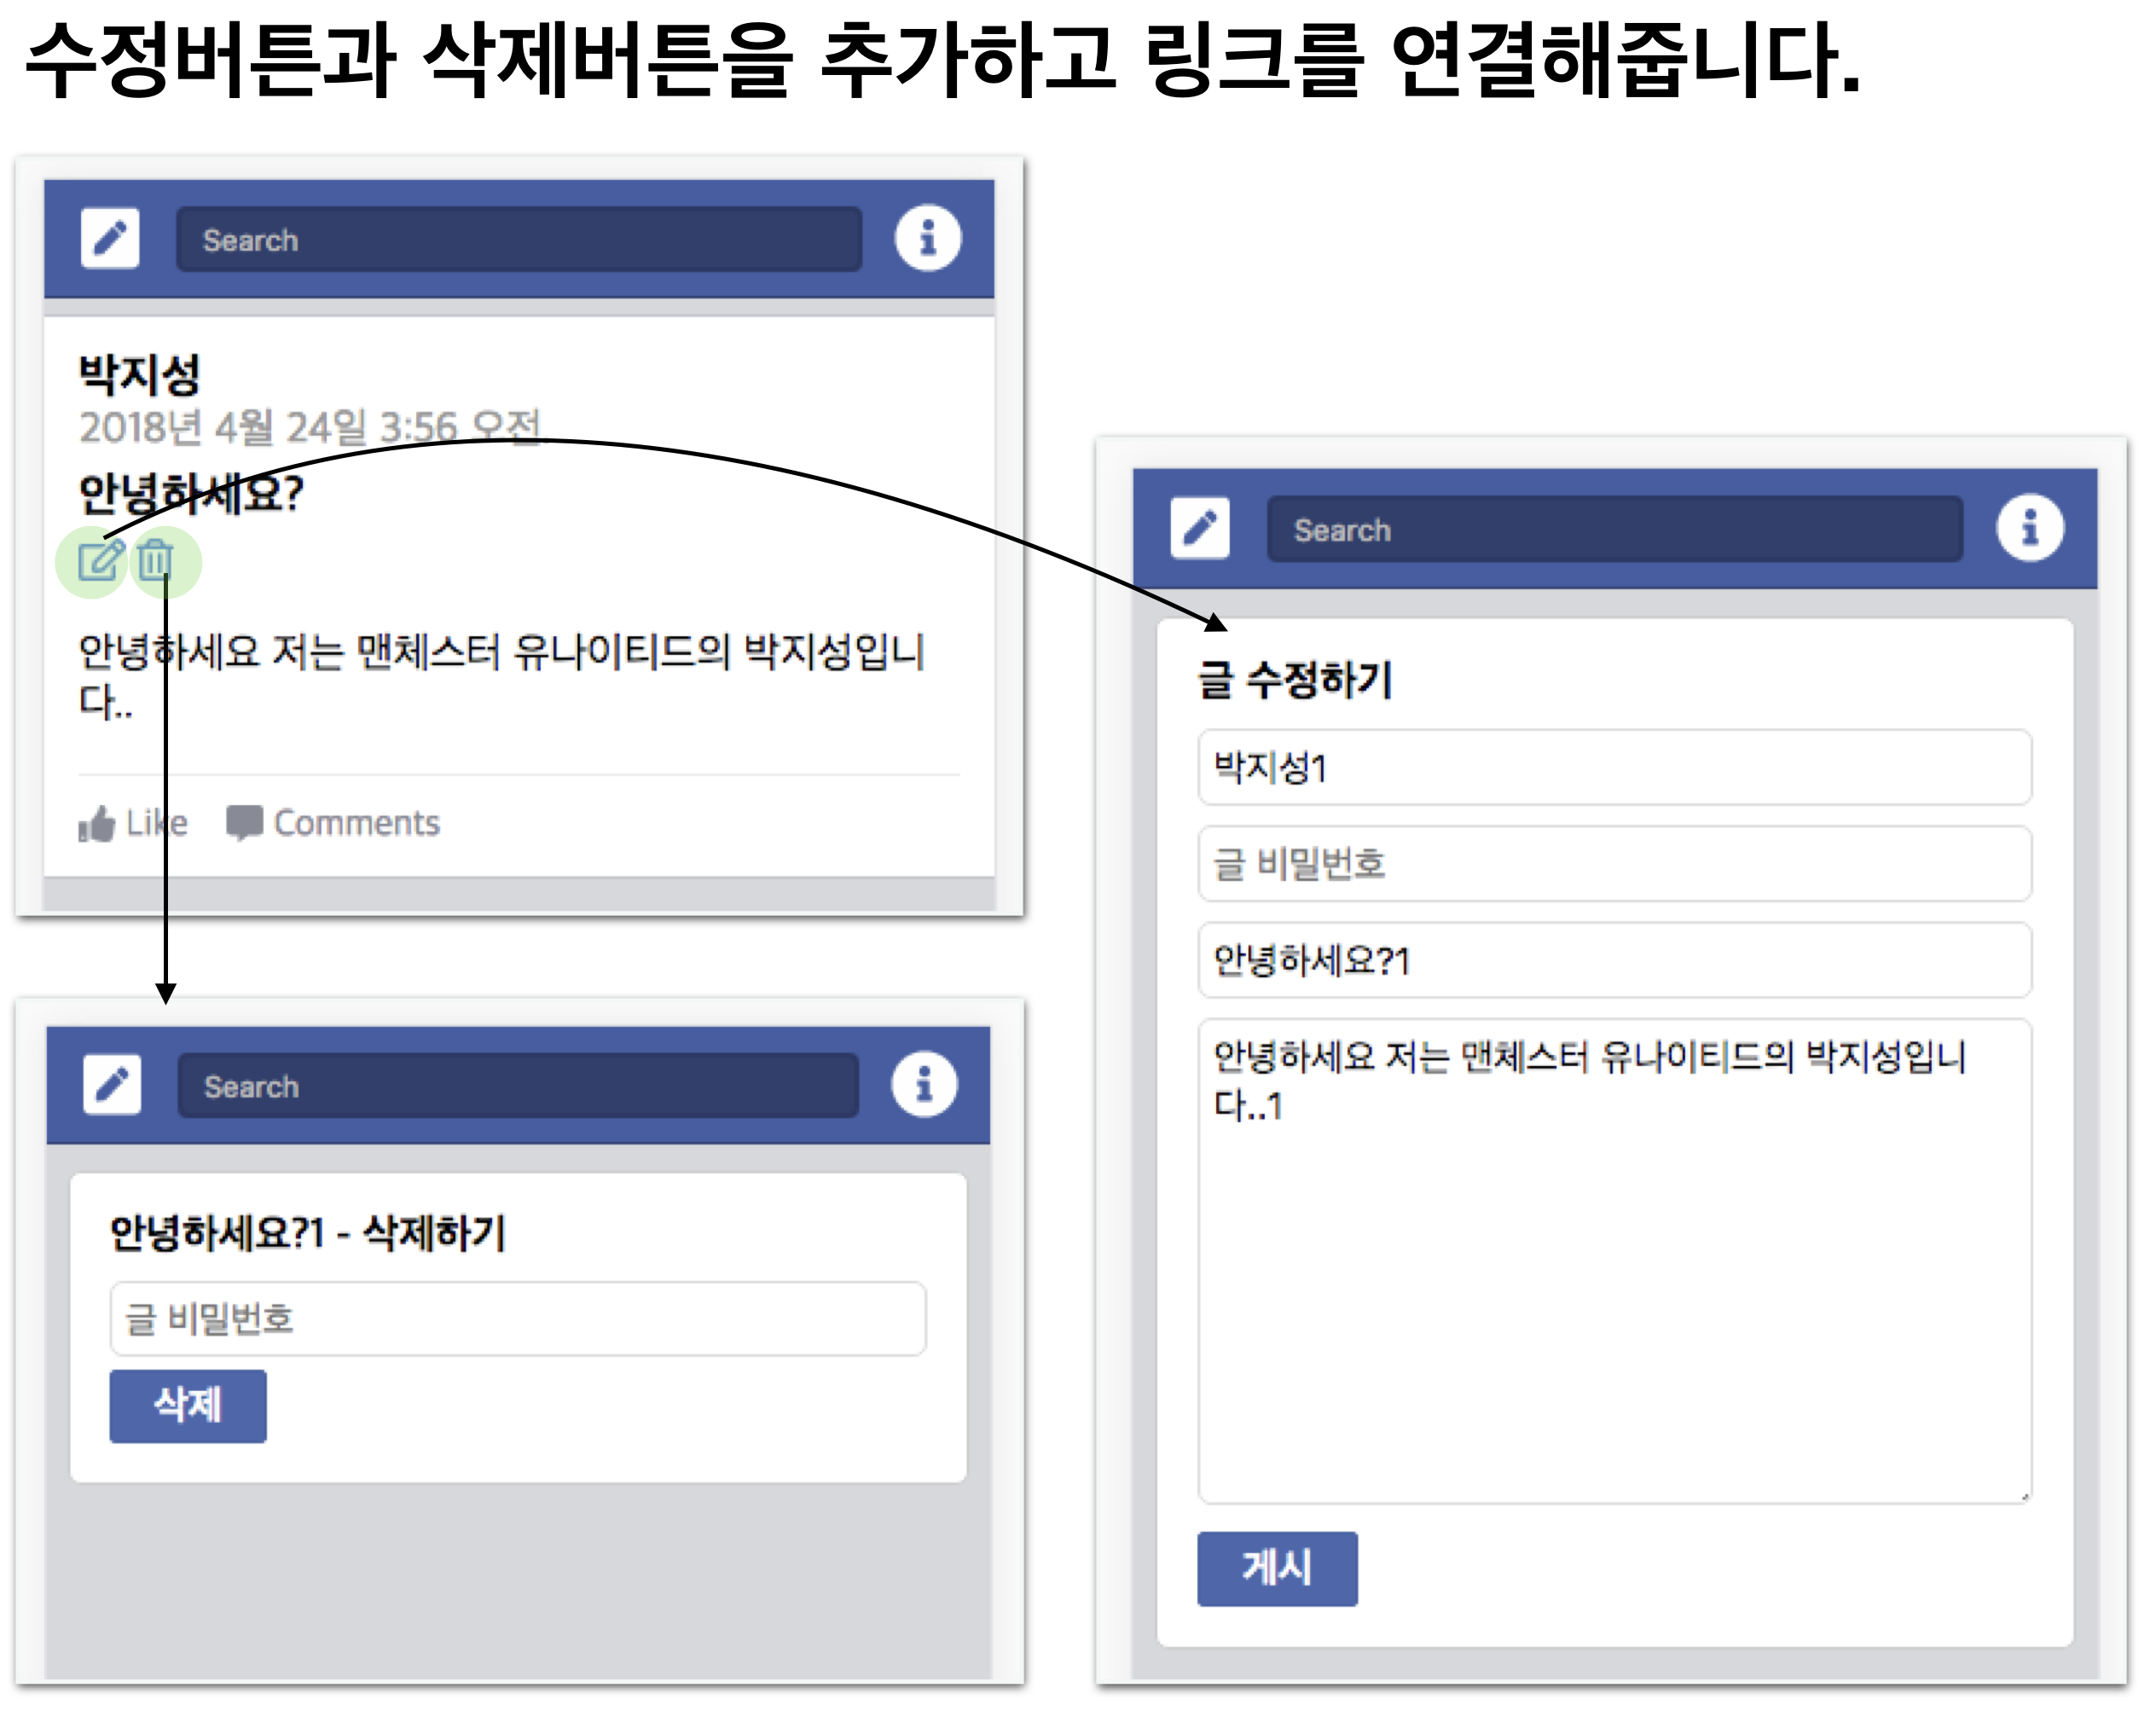 수정버튼과 삭제버튼을 추가하고 링크를 연결해줍니다.
Search
박지성
2018년 4월 24일 3:56 오전
안녕하세요?
안녕하세요 저는 맨체스터 유나이티드의 박지성입니
다..
Like Comments
Search
안녕하세요?1 - 삭제하기
글 비밀번호
삭제
Search
글 수정하기
박지성1
글 비밀번호
안녕하세요?1
안녕하세요 저는 맨체스터 유나이티드의 박지성입니
다..1
게시